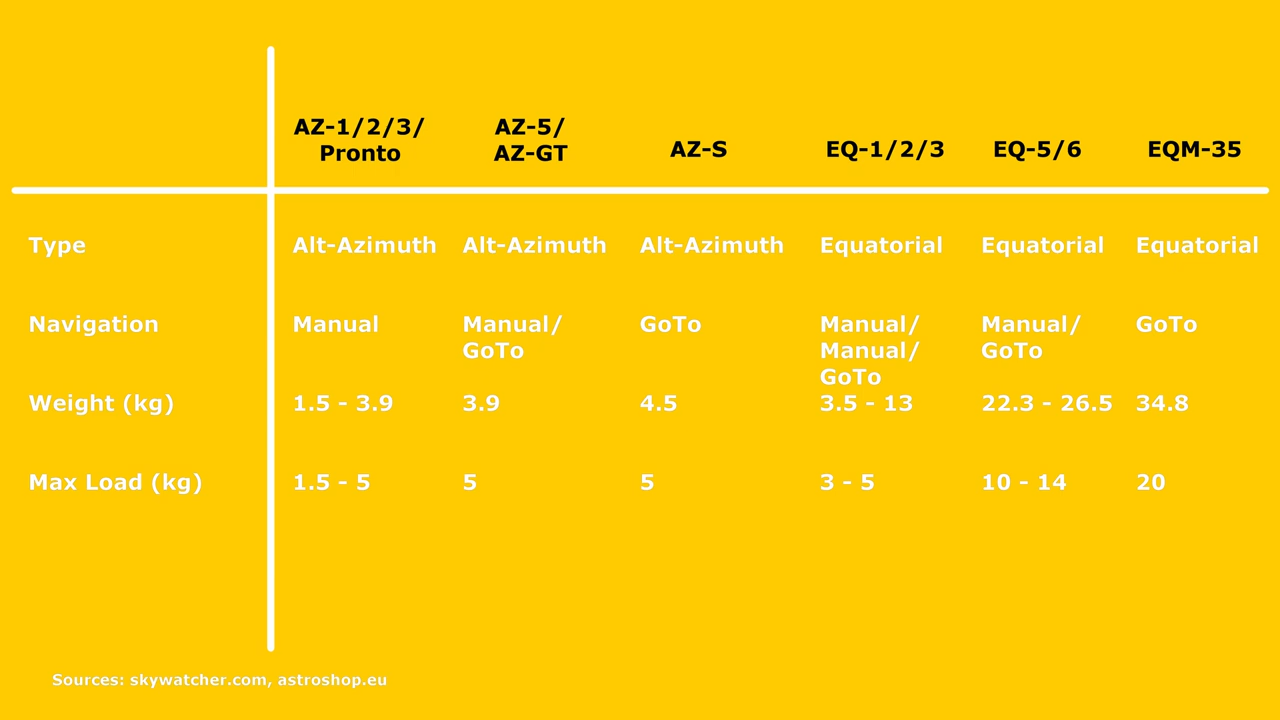 AZ-1/2/3/
Pronto
AZ-5/
AZ-GT
AZ-S
EQ-1/2/3
EQ-5/6
EQM-35
Type
Alt-Azimuth
Alt-Azimuth
Alt-Azimuth
Equatorial
Equatorial
Equatorial
Navigation
Manual
Manual/
GoTo
GoTo
Manual/
Manual/
GoTo
Manual/
GoTo
GoTo
Weight (kg)
1.5 - 3.9
3.9
4.5
3.5 - 13
22.3 - 26.5
34.8
Max Load (kg)
1.5 - 5
5
5
3 - 5
10 - 14
20
Sources: skywatcher.com, astroshop.eu